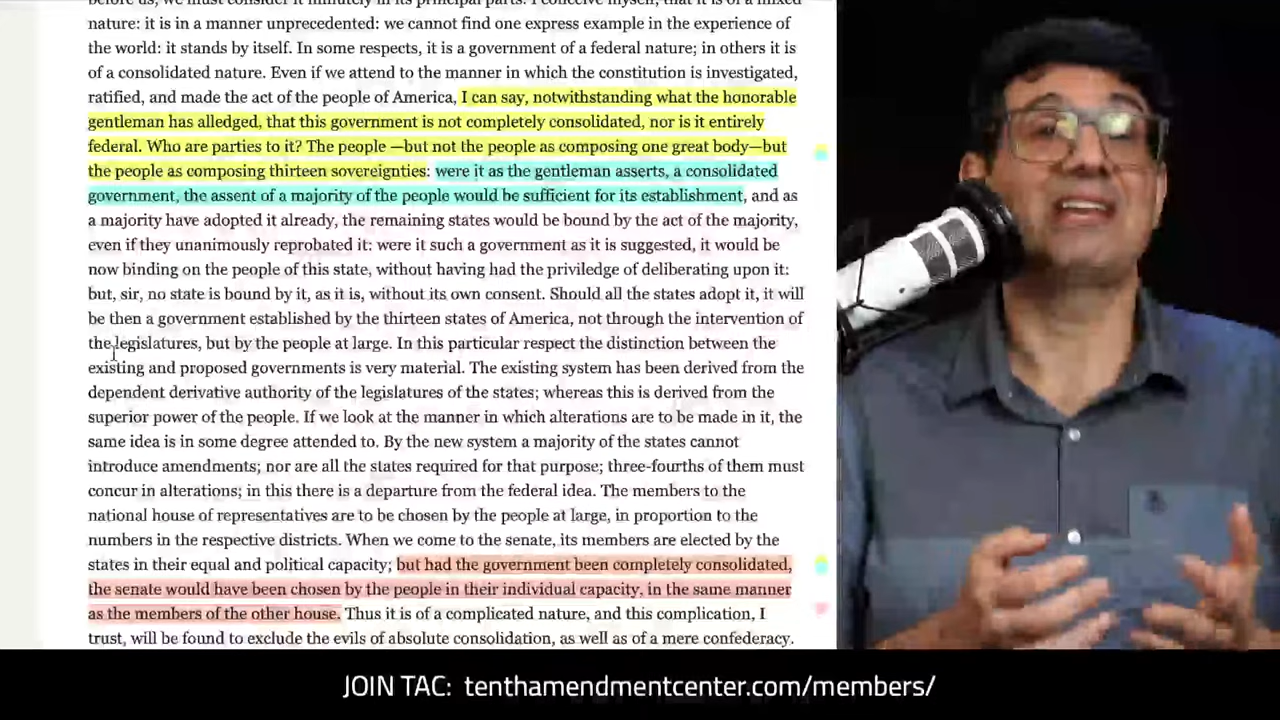 before us, we must consider it minutely in its principal parts. I conceive myself, that it is of a mixed
nature: it is in a manner unprecedented: we cannot find one express example in the experience of
the world: it stands by itself. In some respects, it is a government of a federal nature; in others it is
of a consolidated nature. Even if we attend to the manner in which the constitution is investigated,
ratified, and made the act of the people of America, I can say, notwithstanding what the honorable
gentleman has alledged, that this government is not completely consolidated, nor is it entirely
federal. Who are parties to it? The people —but not the people as composing one great body—but
the people as composing thirteen sovereignties: were it as the gentleman asserts, a consolidated
government, the assent of a majority of the people would be sufficient for its establishment, and as
a majority have adopted it already, the remaining states would be bound by the act of the majority,
even if they unanimously reprobated it: were it such a government as it is suggested, it would be
now binding on the people of this state, without having had the priviledge of deliberating upon it:
but, sir, no state is bound by it, as it is, without its own consent. Should all the states adopt it, it will
be then a government established by the thirteen states of America, not through the intervention of
the legislatures, but by the people at large. In this particular respect the distinction between the
existing and proposed governments is very material. The existing system has been derived from the
dependent derivative authority of the legislatures of the states; whereas this is derived from the
superior power of the people. If we look at the manner in which alterations are to be made in it, the
same idea is in some degree attended to. By the new system a majority of the states cannot
introduce amendments; nor are all the states required for that purpose; three-fourths of them must
concur in alterations; in this there is a departure from the federal idea. The members to the
national house of representatives are to be chosen by the people at large, in proportion to the
numbers in the respective districts. When we come to the senate, its members are elected by the
states in their equal and political capacity; but had the government been completely consolidated,
the senate would have been chosen by the people in their individual capacity, in the same manner
as the members of the other house. Thus it is of a complicated nature, and this complication, I
trust, will be found to exclude the evils of absolute consolidation, as well as of a mere confederacy.
JOIN TAC: tenthamendmentcenter.com/members/